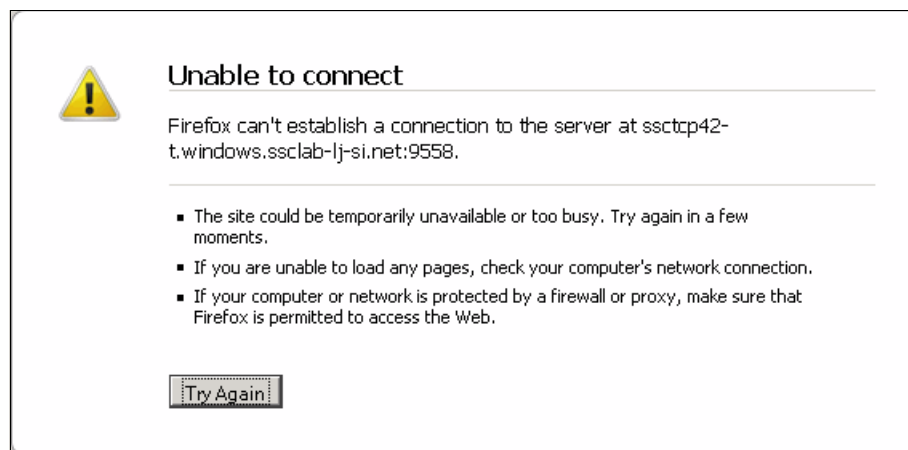 Unable to connect
Firefox can't establish a connection to the server at ssctcp42-
t.windows.ssclab-lj-si.net:9558.
The site could be temporarily unavailable or too busy. Try again in a few
moments.
If you are unable to load any pages, check your computer's network connection.
If your computer or network is protected by a firewall or proxy, make sure that
Firefox is permitted to access the Web.
Try Again